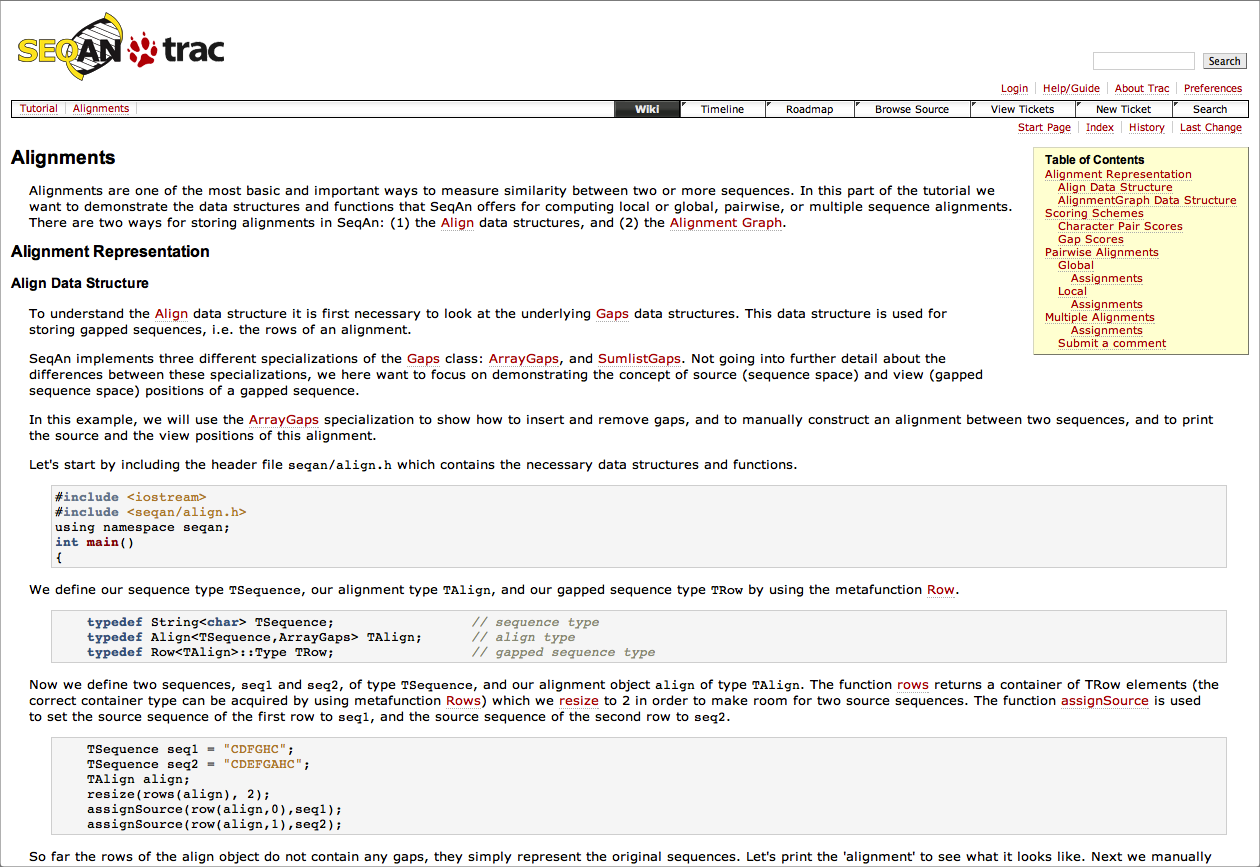 SEQAN trac
Search
Login Help/Guide About Trac Preferences
Tutorial Alignments Wiki Timeline Roadmap Browse Source View Tickets New Ticket Search
Start Page Index History Last Change
Alignments
Alignments are one of the most basic and important ways to measure similarity between two or more sequences. In this part of the tutorial we
want to demonstrate the data structures and functions that SeqAn offers for computing local or global, pairwise, or multiple sequence alignments.
There are two ways for storing alignments in SeqAn: (1) the Align data structures, and (2) the Alignment Graph.
Table of Contents
Alignment Representation
Align Data Structure
AlignmentGraph Data Structure
Scoring Schemes
Character Pair Scores
Gap Scores
Pairwise Alignments
Global
Assignments
Local
Assignments
Multiple Alignments
Assignments
Submit a comment
Alignment Representation
Align Data Structure
To understand the Align data structure it is first necessary to look at the underlying Gaps data structures. This data structure is used for
storing gapped sequences, i.e. the rows of an alignment.
SeqAn implements three different specializations of the Gaps class: ArrayGaps, and SumlistGaps. Not going into further detail about the
differences between these specializations, we here want to focus on demonstrating the concept of source (sequence space) and view (gapped
sequence space) positions of a gapped sequence.
In this example, we will use the ArrayGaps specialization to show how to insert and remove gaps, and to manually construct an alignment between two sequences, and to print
the source and the view positions of this alignment.
Let's start by including the header file seqan/align.h which contains the necessary data structures and functions.
#include <iostream>
#include <seqan/align.h>
using namespace seqan;
int main()
{
We define our sequence type TSequence, our alignment type TAlign, and our gapped sequence type TRow by using the metafunction Row.
typedef String<char> TSequence; // sequence type
typedef Align<TSequence,ArrayGaps> TAlign; // align type
typedef Row<TAlign>::Type TRow; // gapped sequence type
Now we define two sequences, seq1 and seq2, of type TSequence, and our alignment object align of type TAlign. The function rows returns a container of TRow elements (the
correct container type can be acquired by using metafunction Rows) which we resize to 2 in order to make room for two source sequences. The function assignSource is used
to set the source sequence of the first row to seq1, and the source sequence of the second row to seq2.
TSequence seq1 = "CDFGHC";
TSequence seq2 = "CDEFGAHC";
TAlign align;
resize(rows(align), 2);
assignSource(row(align,0),seq1);
assignSource(row(align,1),seq2);
So far the rows of the align object do not contain any gaps, they simply represent the original sequences. Let's print the 'alignment' to see what it looks like. Next we manually